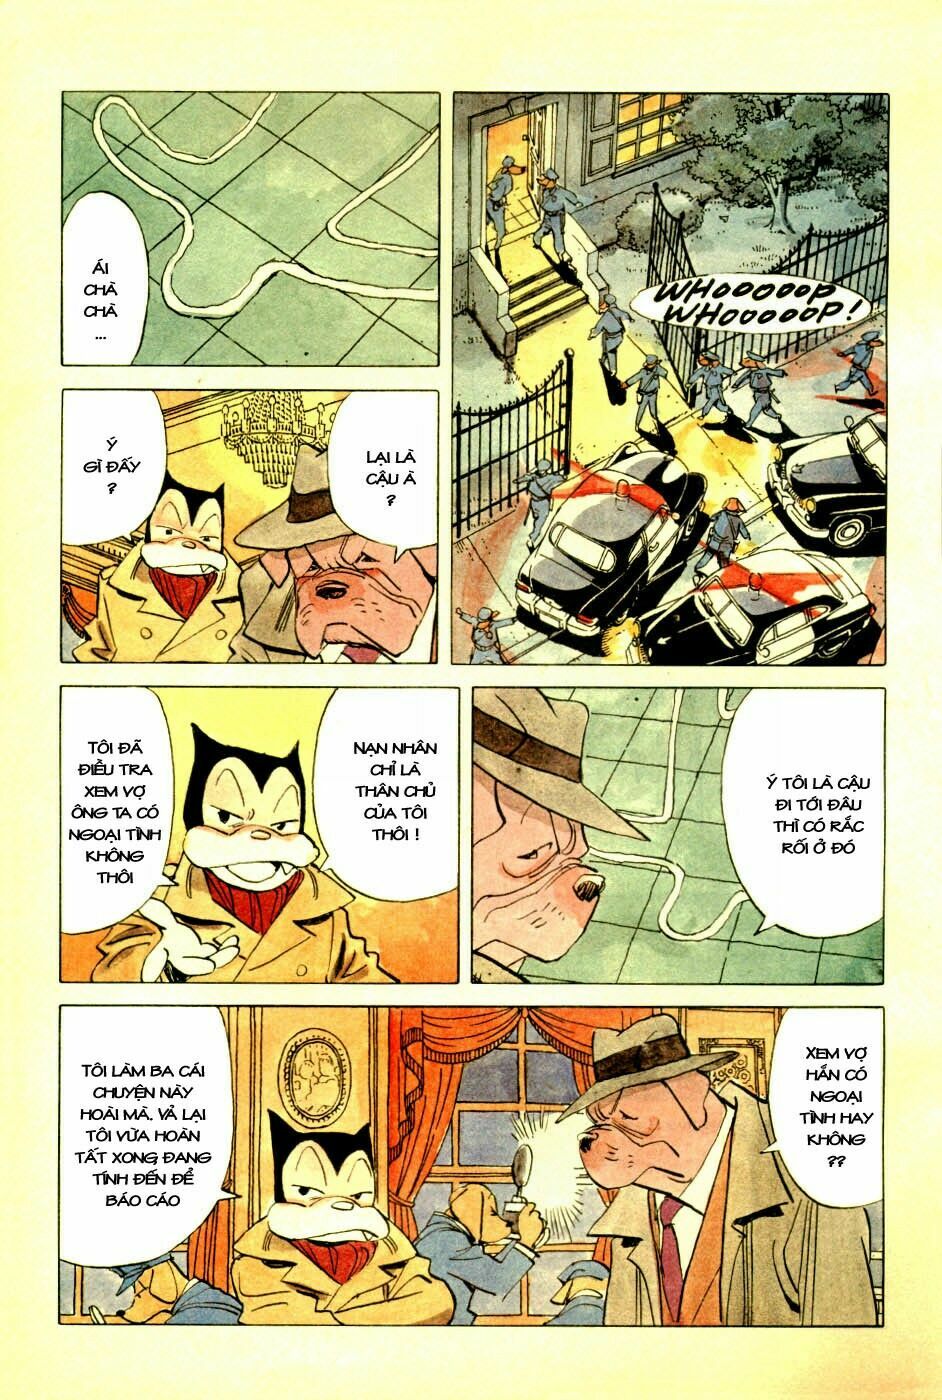 WHOOOOOOP
WHOOOOOOP!
ÁI
CHÀ
CHÀ
...
LẠI LÀ
CẬU À
?
Ý
GÌ ĐẤY
?
Ý TÔI LÀ CẬU
ĐI TỚI ĐÂU
THÌ CÓ RẮC
RỐI Ở ĐÓ
NẠN NHÂN
CHỈ LÀ
THÂN CHỦ
CỦA TÔI
THÔI !
TÔI ĐÃ
ĐIỀU TRA
XEM VỢ
ÔNG TA CÓ
NGOẠI TÌNH
KHÔNG
THÔI
XEM VỢ
HẮN CÓ
NGOẠI
TÌNH HAY
KHÔNG
??
TÔI LÀM BA CÁI
CHUYỆN NÀY
HOÀI MÀ. VẢ LẠI
TÔI VỪA HOÀN
TẤT XONG ĐANG
TÍNH ĐẾN ĐỂ
BÁO CÁO